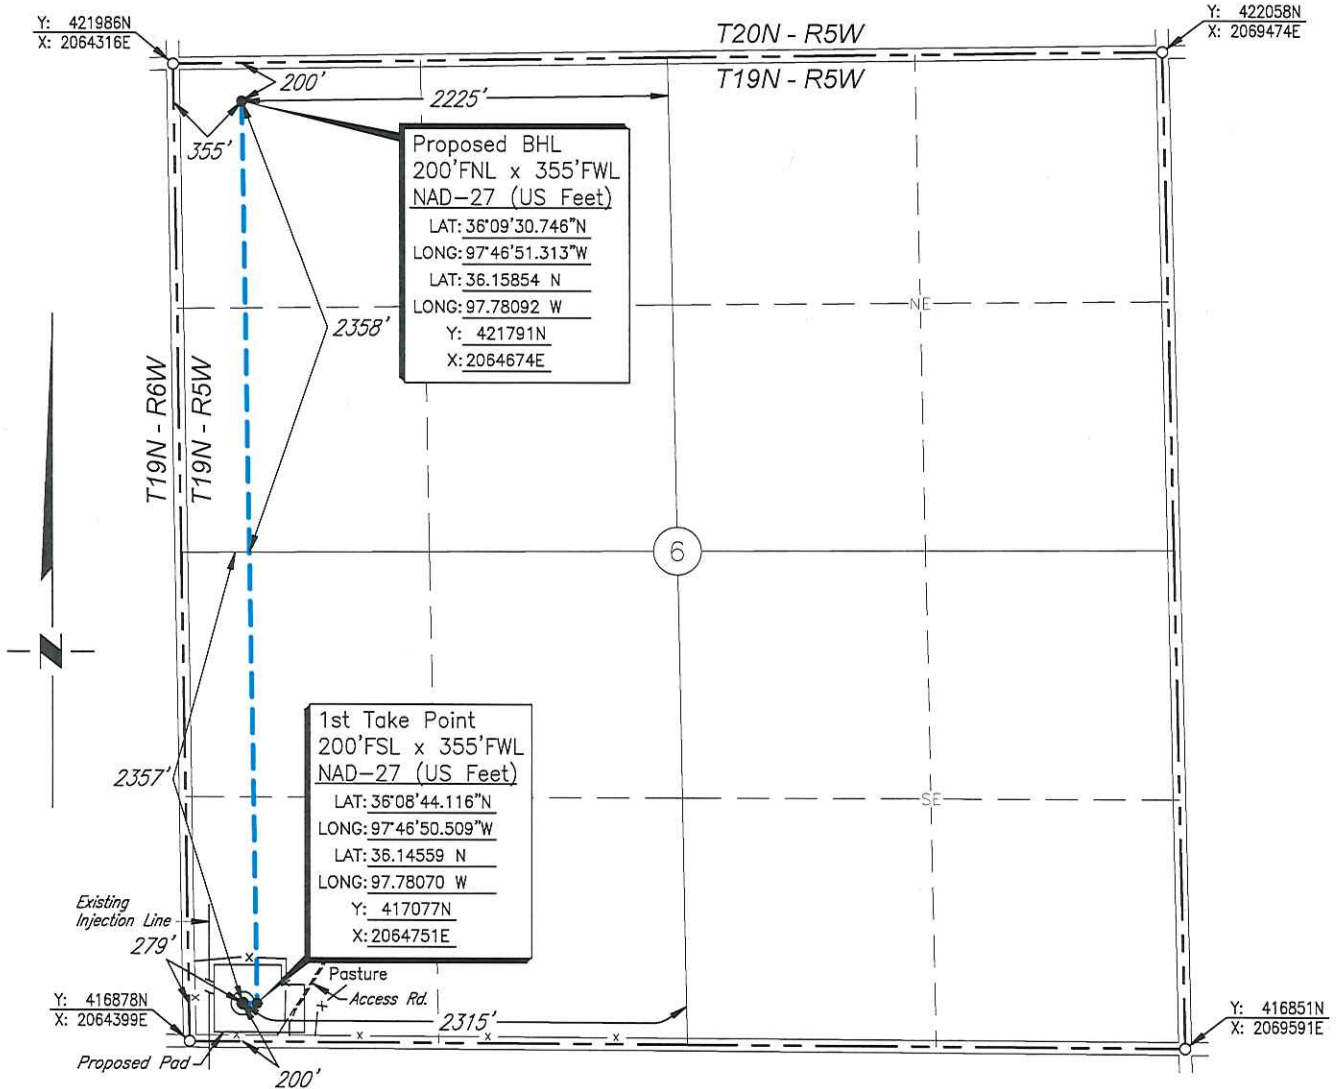 Y: 421986N
X: 2064316E
T20N - R5W
T19N - R5W
Y: 422058N
X: 2069474E
200'
2225'
355'
Proposed BHL
200'FNL x 355'FWL
NAD-27 (US Feet)
LAT: 36°09'30.746"N
LONG: 97°46'51.313"W
LAT: 36.15854 N
LONG: 97.78092 W
Y: 421791N
X: 2064674E
NE
2358'
T19N - R6W
T19N - R5W
6
N
1st Take Point
200'FSL x 355'FWL
NAD-27 (US Feet)
LAT: 36°08'44.116"N
LONG: 97°46'50.509"W
LAT: 36.14559 N
LONG: 97.78070 W
Y: 417077N
X: 2064751E
2357'
SE
Existing
Injection Line
279'
x
Pasture
Access Rd.
x
x
x
Y: 416878N
X: 2064399E
2315'
Y: 416851N
X: 2069591E
x
x
x
x
x
Proposed Pad
200'